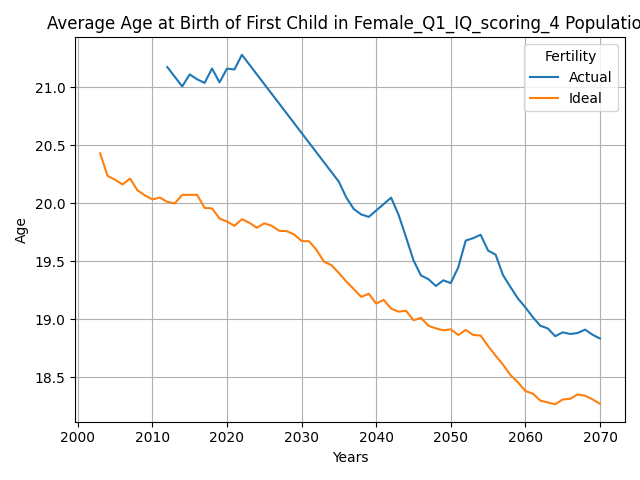 Average Age at Birth of First Child in Female_Q1_IQ_scoring_4 Populatio
Fertility
Actual
Ideal
21.0
20.5
20.0
19.5
19.0
18.5
Age
2000 2010 2020 2030 2040 2050 2060 2070
Years